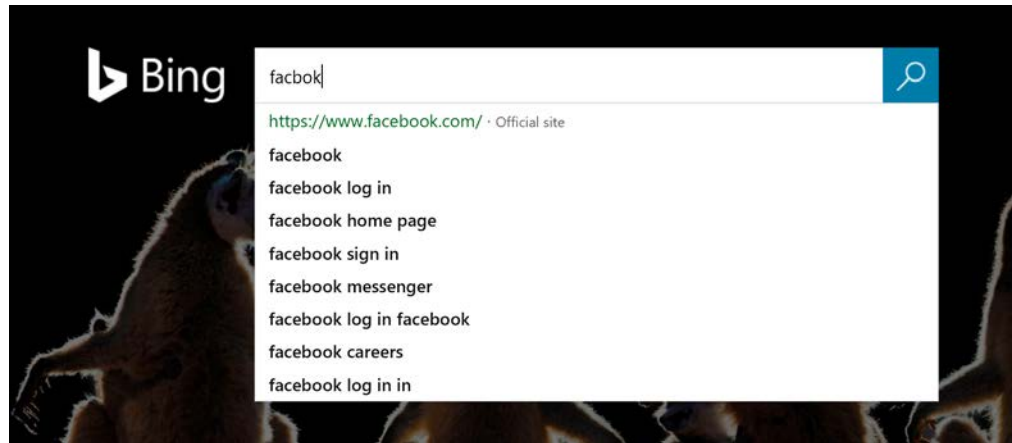 Bing
facbok
https://www.facebook.com/ · Official site
facebook
facebook log in
facebook home page
facebook sign in
facebook messenger
facebook log in facebook
facebook careers
facebook log in in